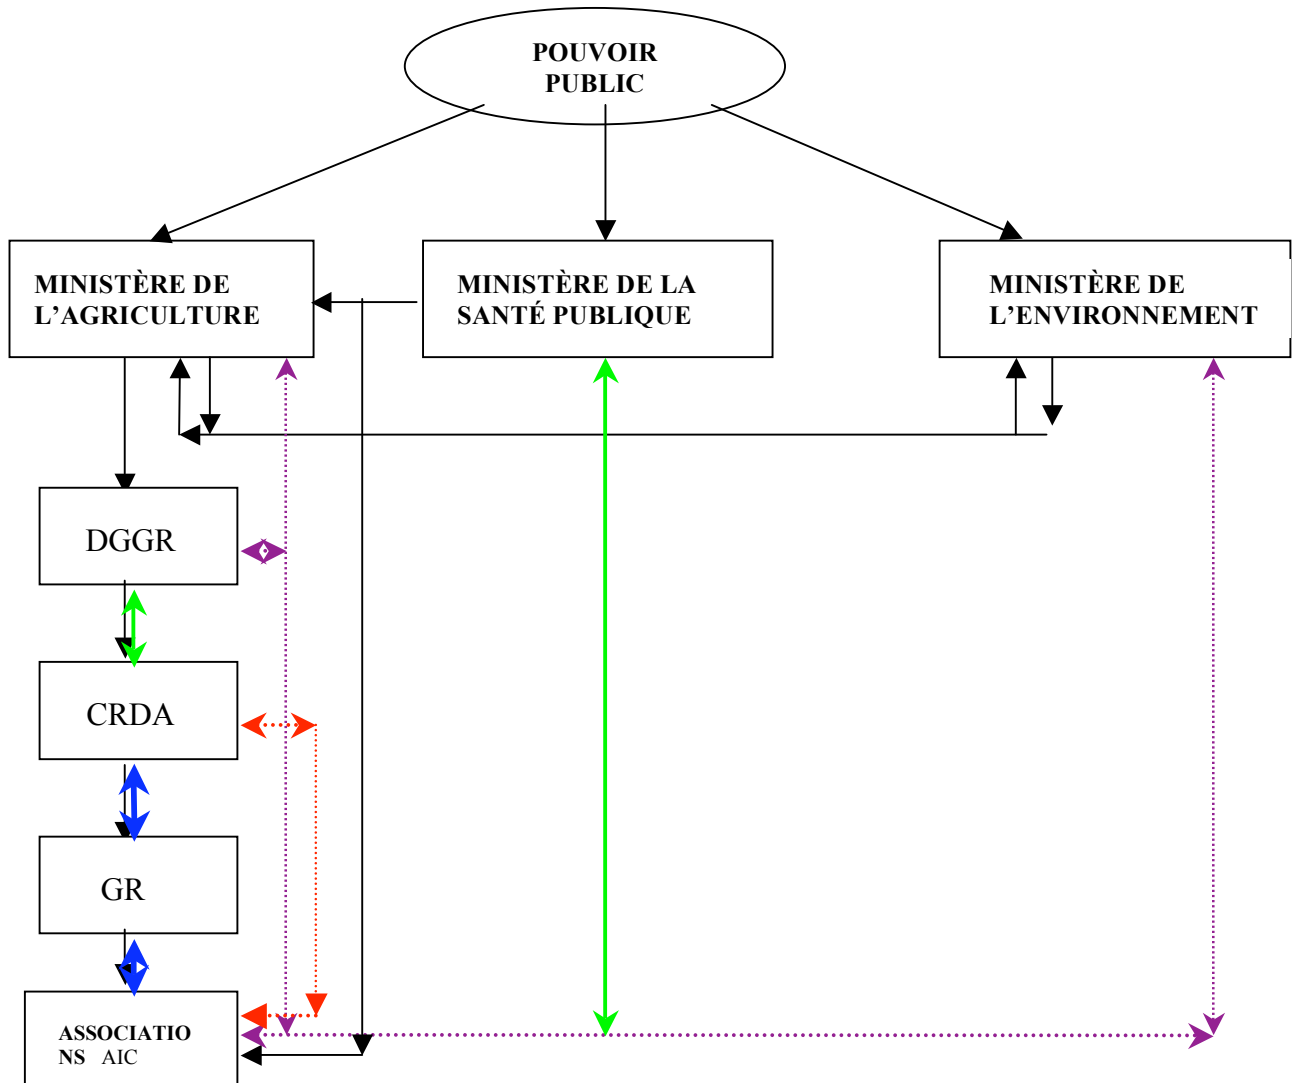 POUVOIR
PUBLIC
MINISTÈRE DE
L’AGRICULTURE
MINISTÈRE DE LA
SANTÉ PUBLIQUE
MINISTÈRE DE
L’ENVIRONNEMENT
DGGR
CRDA
GR
ASSOCIATIO
NS AIC